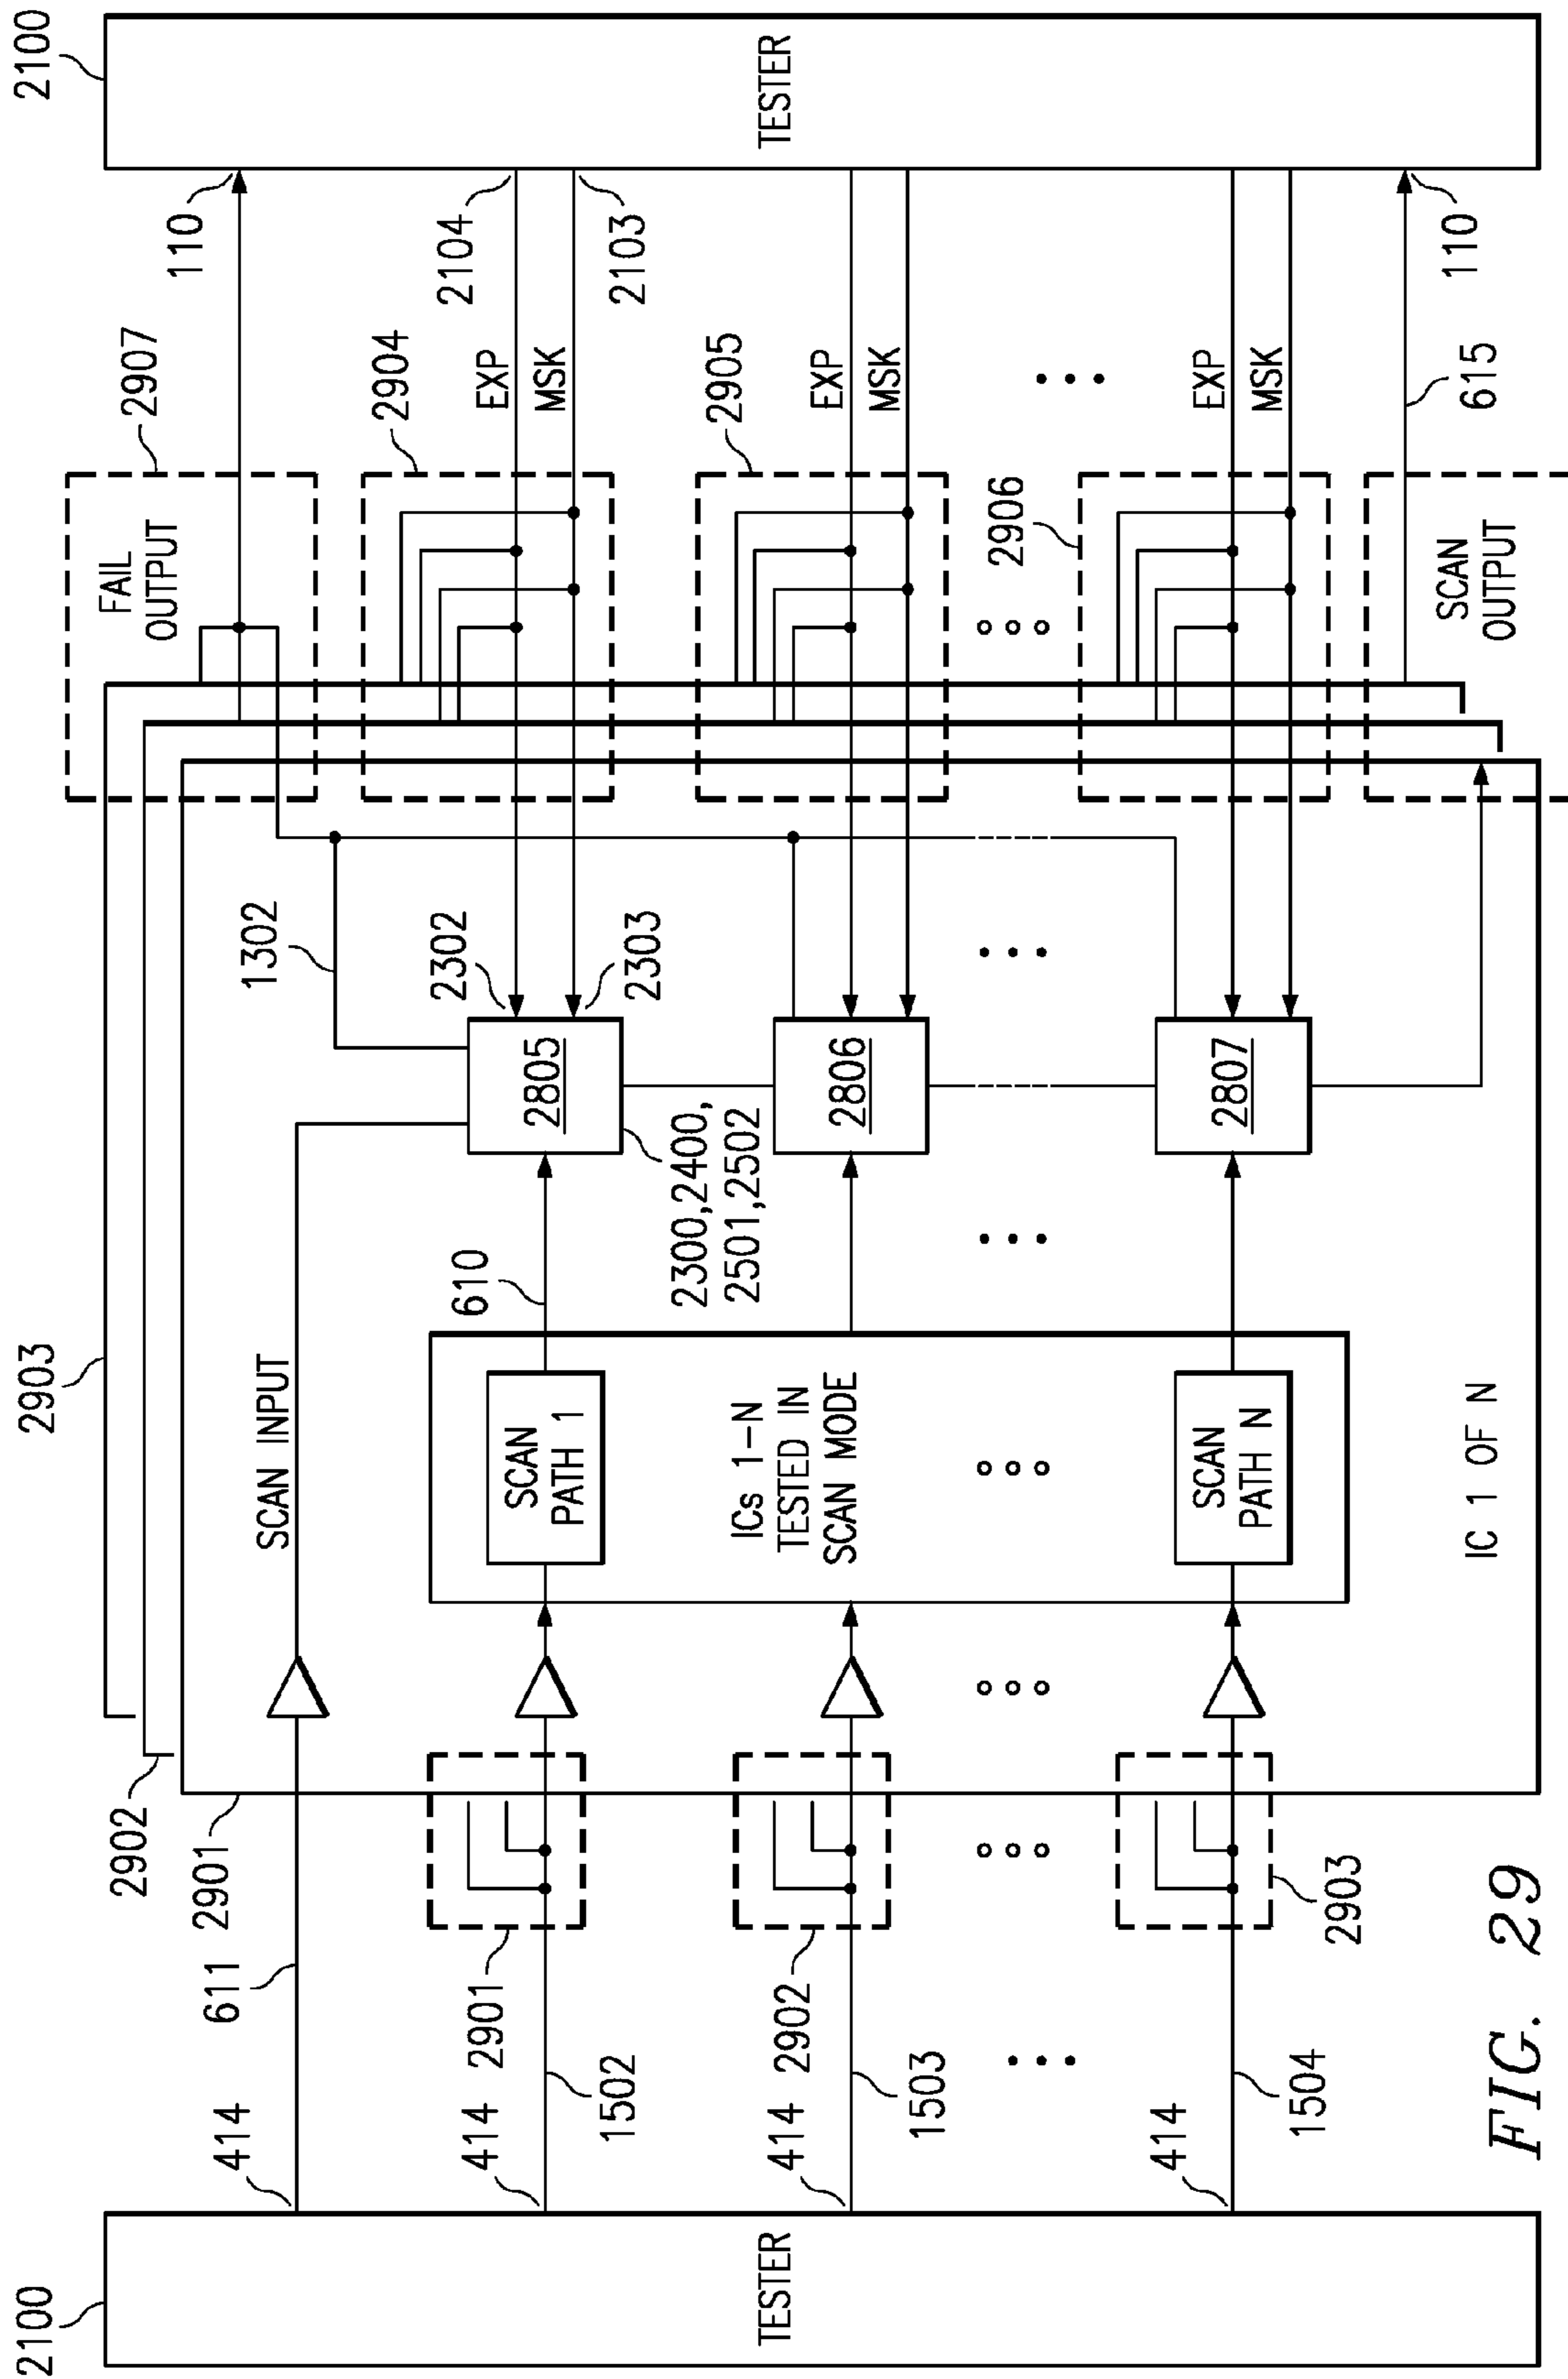 2100
TESTER
414
611
414
2901
1502
414
2902
1503
414
1504
2903
2901
2902
2903
SCAN INPUT
SCAN
PATH 1
ICs 1–N
TESTED IN
SCAN MODE
SCAN
PATH N
IC 1 OF N
610
1302
2302
2303
2805
2300,2400,
2501,2502
2806
2807
FAIL
OUTPUT
2907
2904
EXP
MSK
2905
EXP
MSK
2906
EXP
MSK
SCAN
OUTPUT
110
2104
2103
615
110
2100
TESTER
FIG. 29